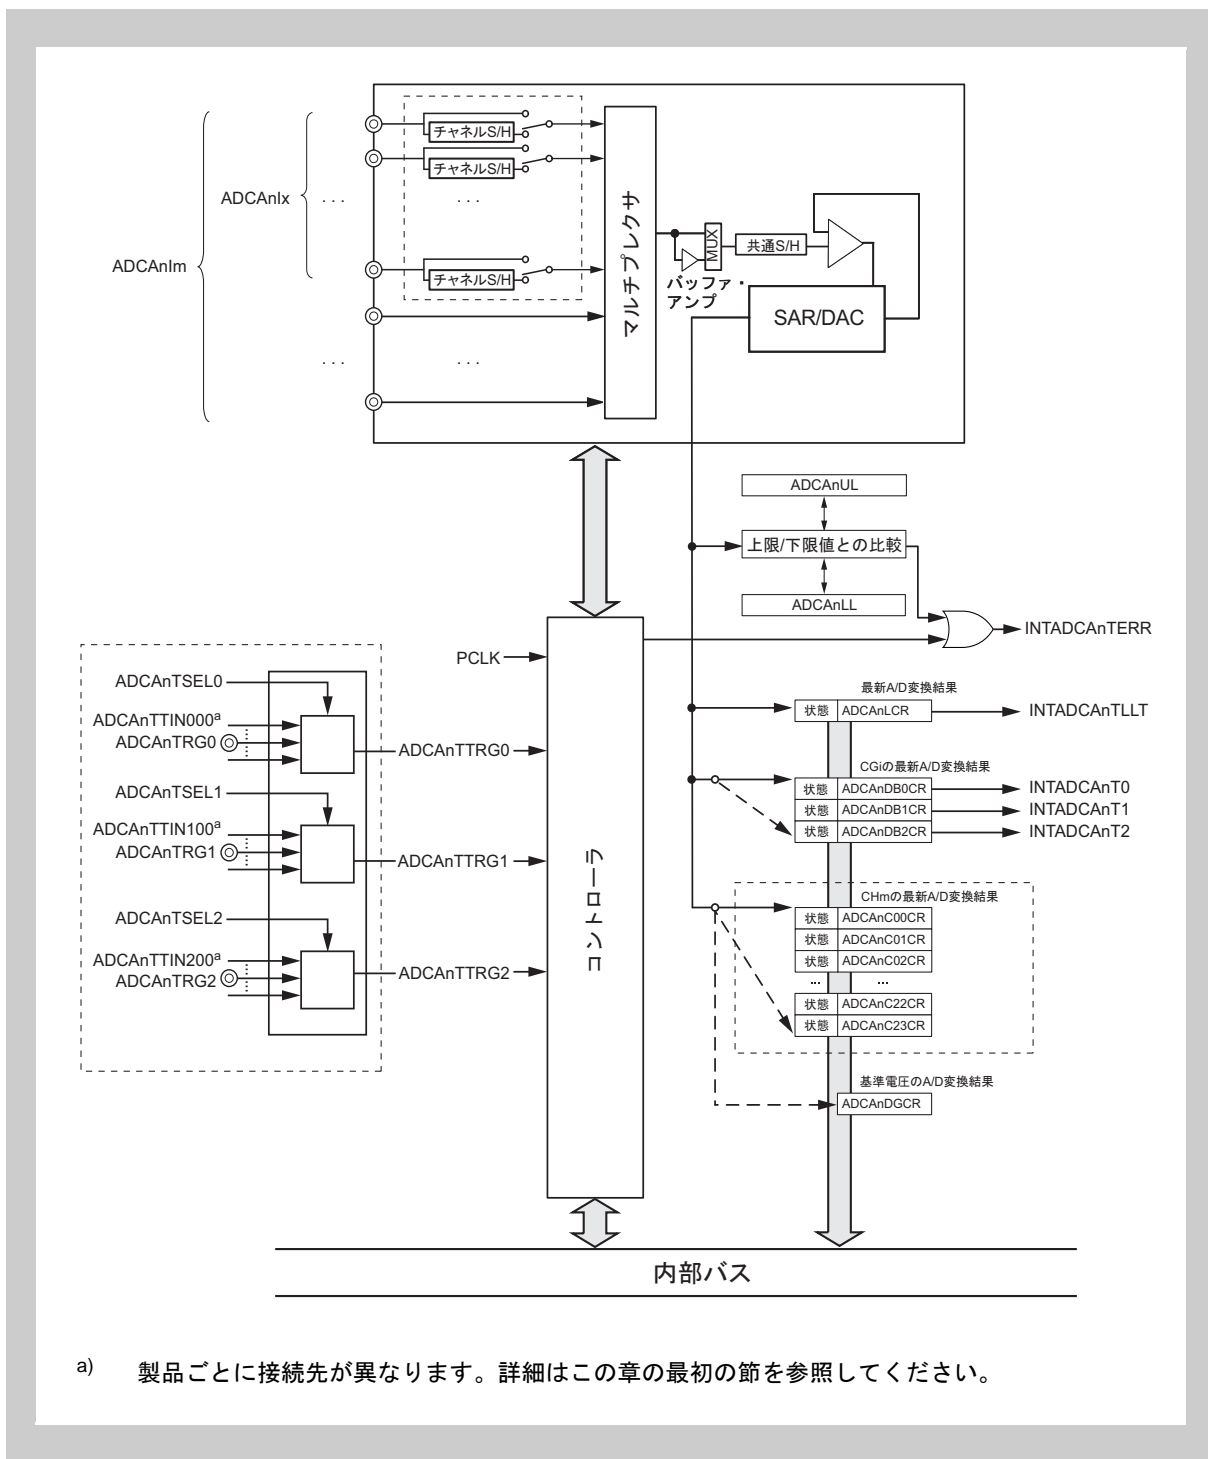 チャネルS/H
チャネルS/H
ADCAnIx
. . .
. . .
ADCAnIm
チャネルS/H
マルチプレクサ
MUX
共通S/H
バッファ・
アンプ
SAR/DAC
. . .
. . .
ADCAnUL
上限/下限値との比較
ADCAnLL
INTADCAnTERR
PCLK
ADCAnTSEL0
ADCAnTTIN000a
ADCAnTRG0
ADCAnTTRG0
ADCAnTSEL1
ADCAnTTIN100a
ADCAnTRG1
ADCAnTTRG1
ADCAnTSEL2
ADCAnTTIN200a
ADCAnTRG2
ADCAnTTRG2
コントローラ
最新A/D変換結果
状態 ADCAnLCR
INTADCAnTLLT
CGiの最新A/D変換結果
状態 ADCAnDB0CR
INTADCAnT0
状態 ADCAnDB1CR
INTADCAnT1
状態 ADCAnDB2CR
INTADCAnT2
CHmの最新A/D変換結果
状態 ADCAnC00CR
状態 ADCAnC01CR
状態 ADCAnC02CR
... ...
状態 ADCAnC22CR
状態 ADCAnC23CR
基準電圧のA/D変換結果
ADCAnDGCR
内部バス
a) 製品ごとに接続先が異なります。詳細はこの章の最初の節を参照してください。